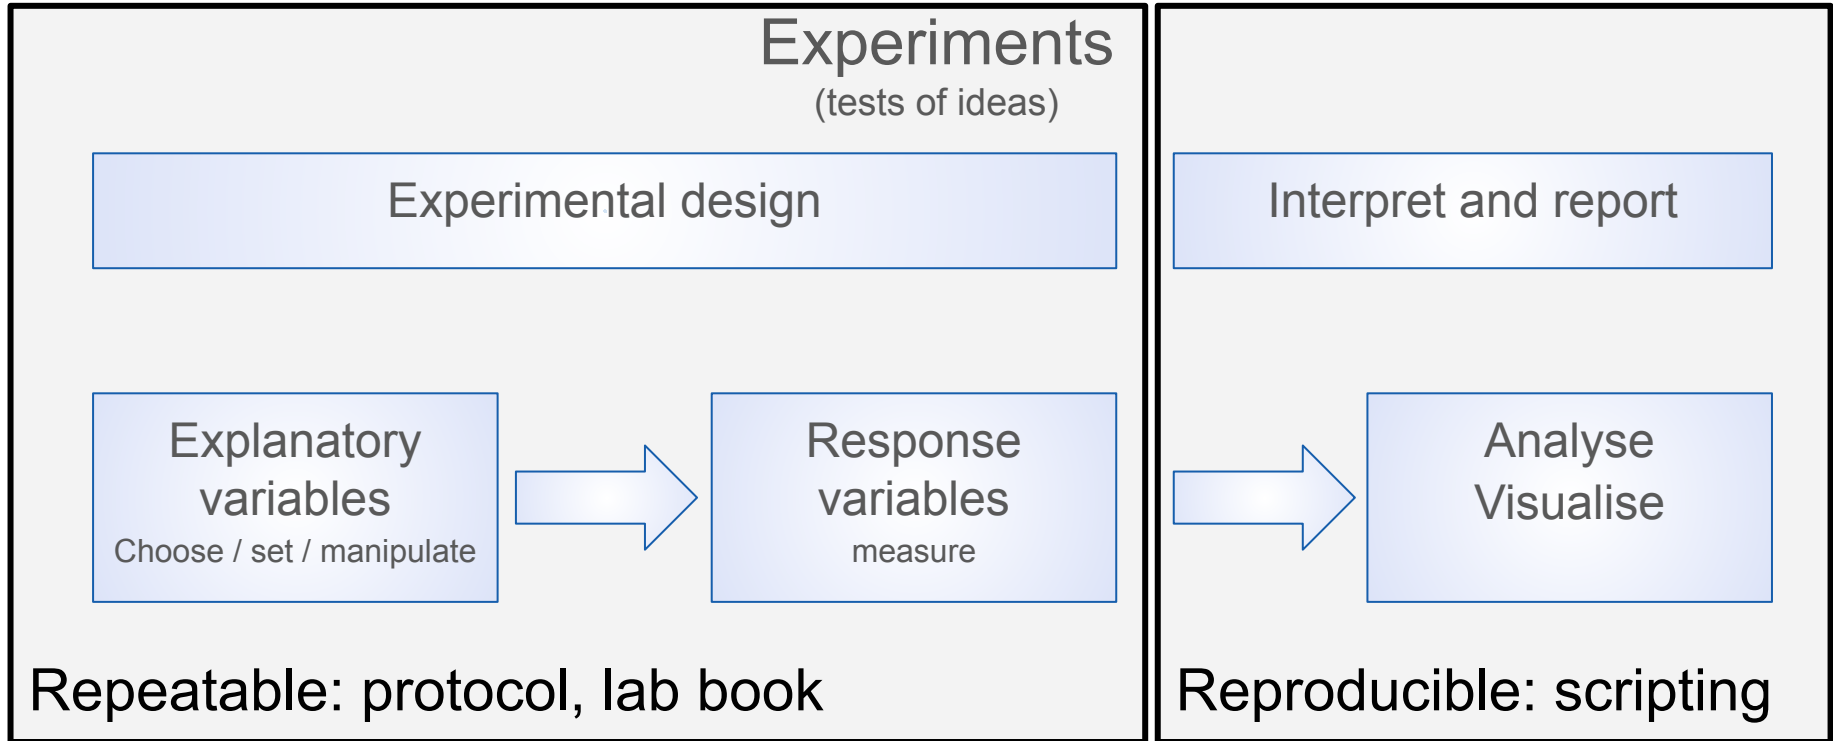 Experiments
(tests of ideas)
Experimental design
Interpret and report
Explanatory
variables
Choose / set / manipulate
Response
variables
measure
Analyse
Visualise
Repeatable: protocol, lab book
Reproducible: scripting